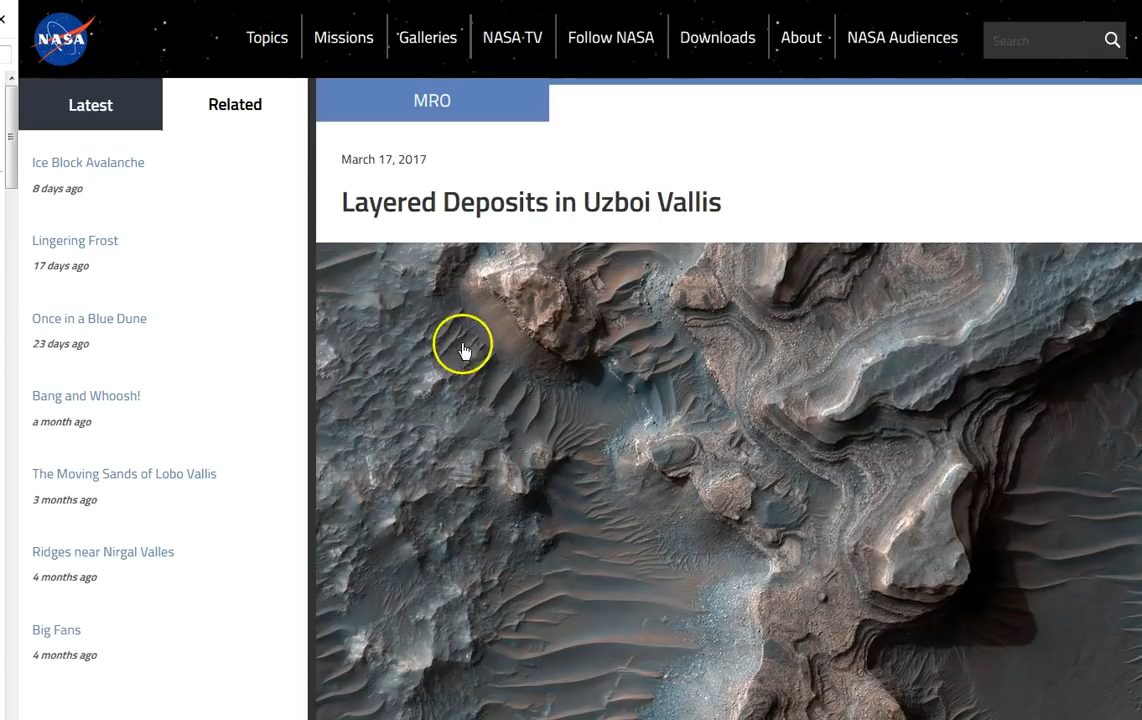 NASA
Topics
Missions
Galleries
NASA TV
Follow NASA
Downloads
About
NASA Audiences
Search
Latest
Related
Ice Block Avalanche
8 days ago
Lingering Frost
17 days ago
Once in a Blue Dune
23 days ago
Bang and Whoosh!
a month ago
The Moving Sands of Lobo Vallis
3 months ago
Ridges near Nirgal Valles
4 months ago
Big Fans
4 months ago
MRO
March 17, 2017
Layered Deposits in Uzboi Vallis